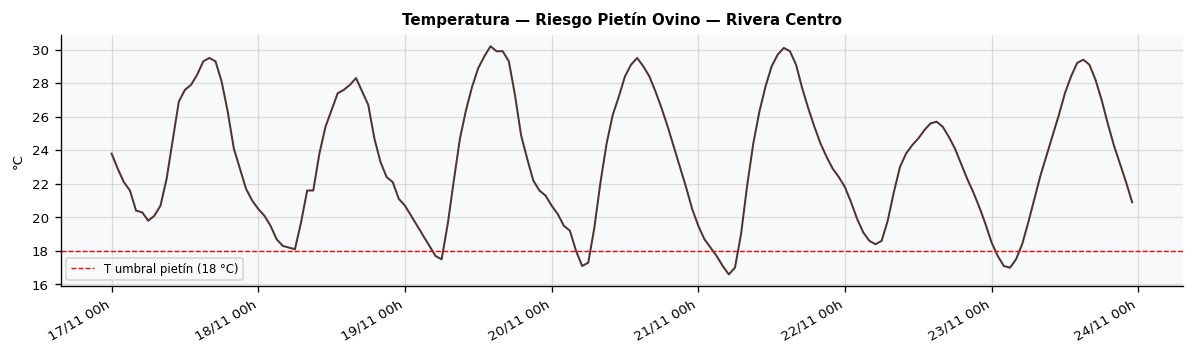 Temperatura — Riesgo Pietín Ovino — Rivera Centro
°C
30
28
26
24
22
20
18
16
T umbral pietín (18 °C)
17/11 00h
18/11 00h
19/11 00h
20/11 00h
21/11 00h
22/11 00h
23/11 00h
24/11 00h